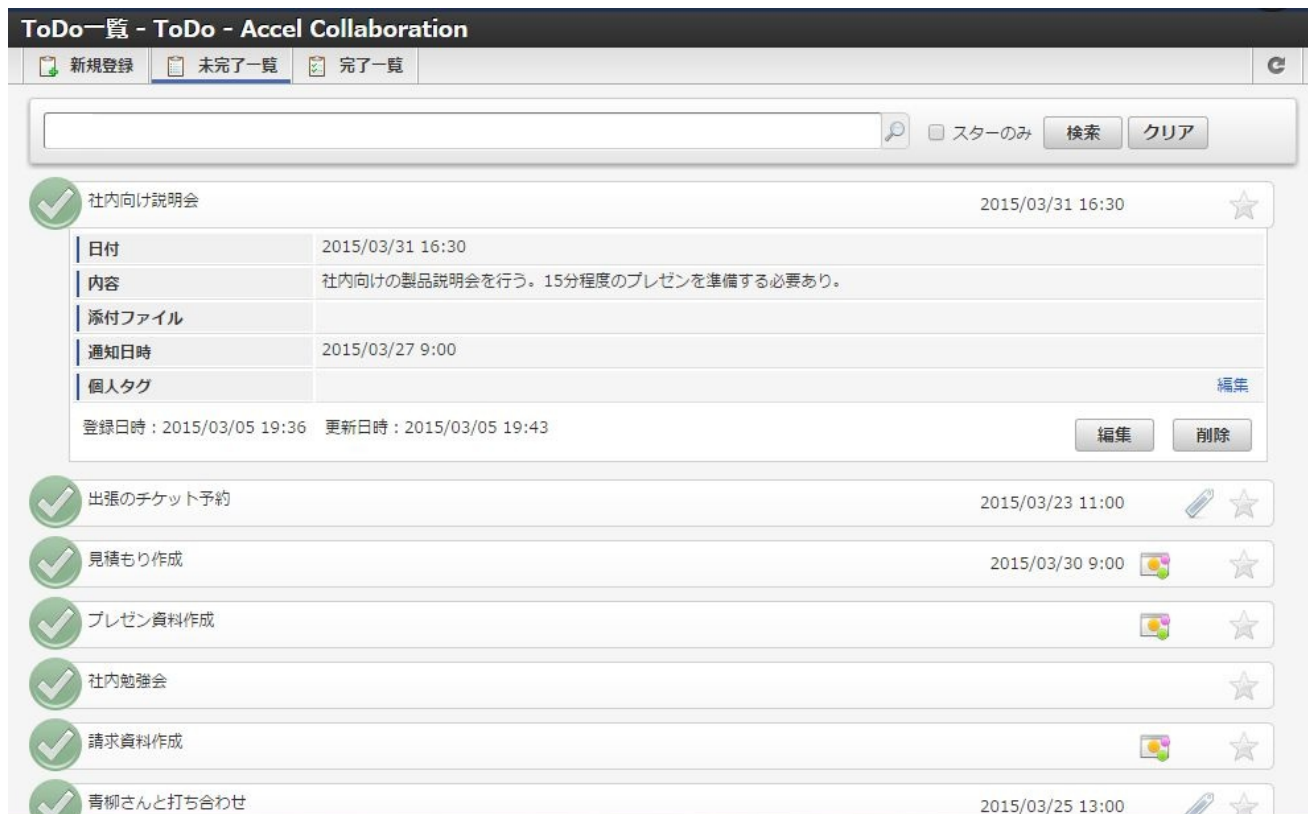 ToDo一覧 - ToDo - Accel Collaboration
新規登録 未完了一覧 完了一覧
スターのみ 検索 クリア
社内向け説明会 2015/03/31 16:30
日付 2015/03/31 16:30
内容 社内向けの製品説明会を行う。15分程度のプレゼンを準備する必要あり。
添付ファイル
通知日時 2015/03/27 9:00
個人タグ 編集
登録日時 : 2015/03/05 19:36 更新日時 : 2015/03/05 19:43 編集 削除
出張のチケット予約 2015/03/23 11:00
見積もり作成 2015/03/30 9:00
プレゼン資料作成
社内勉強会
請求資料作成
青柳さんと打ち合わせ 2015/03/25 13:00